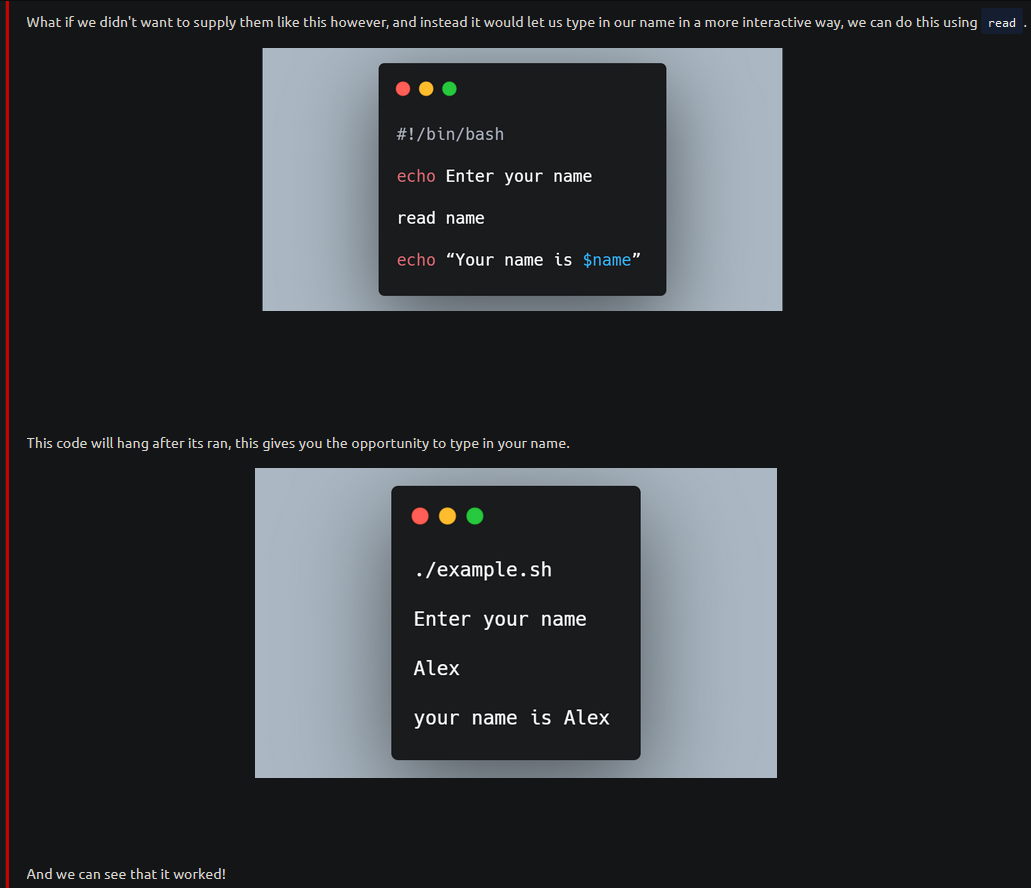 What if we didn't want to supply them like this however, and instead it would let us type in our name in a more interactive way, we can do this using read .
#!/bin/bash
echo Enter your name
read name
echo “Your name is $name”
This code will hang after its ran, this gives you the opportunity to type in your name.
./example.sh
Enter your name
Alex
your name is Alex
And we can see that it worked!